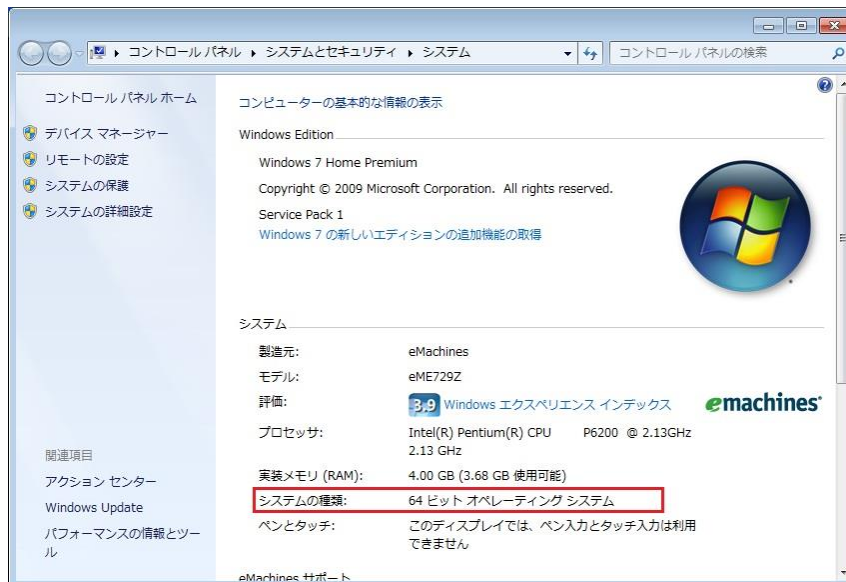 コントロール パネル ▸ システムとセキュリティ ▸ システム
コントロール パネルの検索
コントロール パネル ホーム
デバイス マネージャー
リモートの設定
システムの保護
システムの詳細設定
コンピューターの基本的な情報の表示
Windows Edition
Windows 7 Home Premium
Copyright © 2009 Microsoft Corporation. All rights reserved.
Service Pack 1
Windows 7 の新しいエディションの追加機能の取得
システム
製造元: eMachines
モデル: eME729Z
評価: 3.9 Windows エクスペリエンス インデックス
emachines
プロセッサ: Intel(R) Pentium(R) CPU P6200 @ 2.13GHz
2.13 GHz
実装メモリ (RAM): 4.00 GB (3.68 GB 使用可能)
システムの種類: 64 ビット オペレーティング システム
ペンとタッチ: このディスプレイでは、ペン入力とタッチ入力は利用
できません
eMachines サポート
関連項目
アクション センター
Windows Update
パフォーマンスの情報とツー
ル